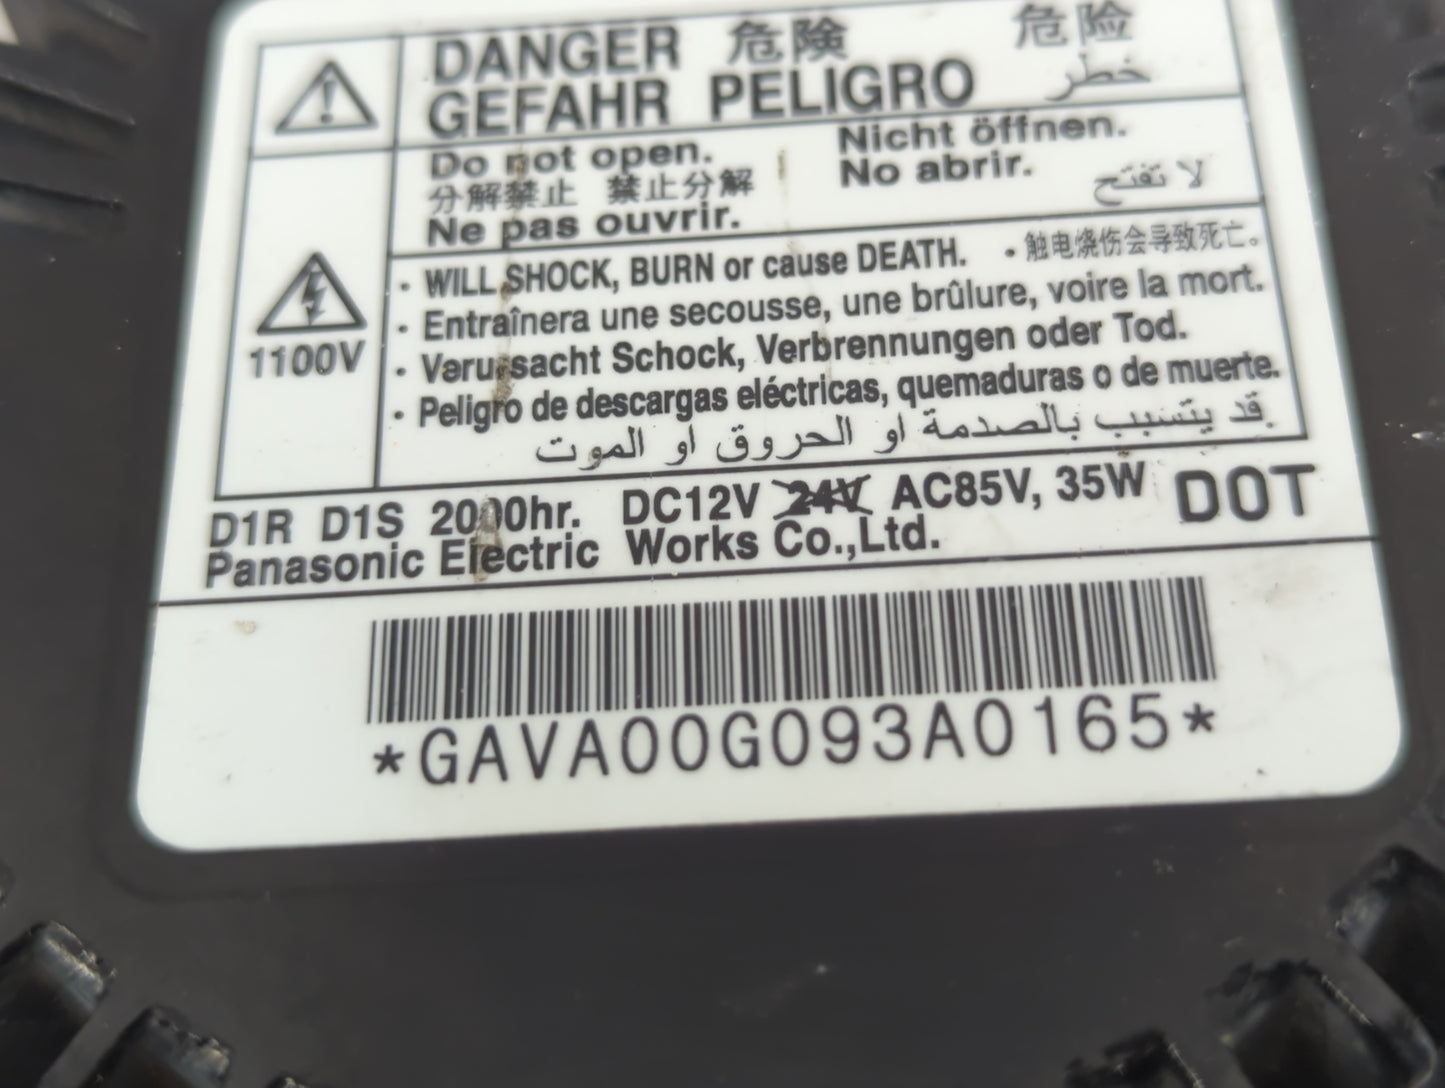 DANGER 危険 危险
GEFAHR PELIGRO خطر
Do not open. Nicht öffnen.
分解禁止 禁止分解 No abrir. لا تفتح
Ne pas ouvrir.
• WILL SHOCK, BURN or cause DEATH. • 触电烧伤会导致死亡。
• Entraînera une secousse, une brûlure, voire la mort.
1100V
• Verursacht Schock, Verbrennungen oder Tod.
• Peligro de descargas eléctricas, quemaduras o de muerte.
قد يتسبب بالصدمة او الحروق او الموت
D1R D1S 2000hr. DC12V 24V AC85V, 35W DOT
Panasonic Electric Works Co.,Ltd.
*GAVA00G093A0165*